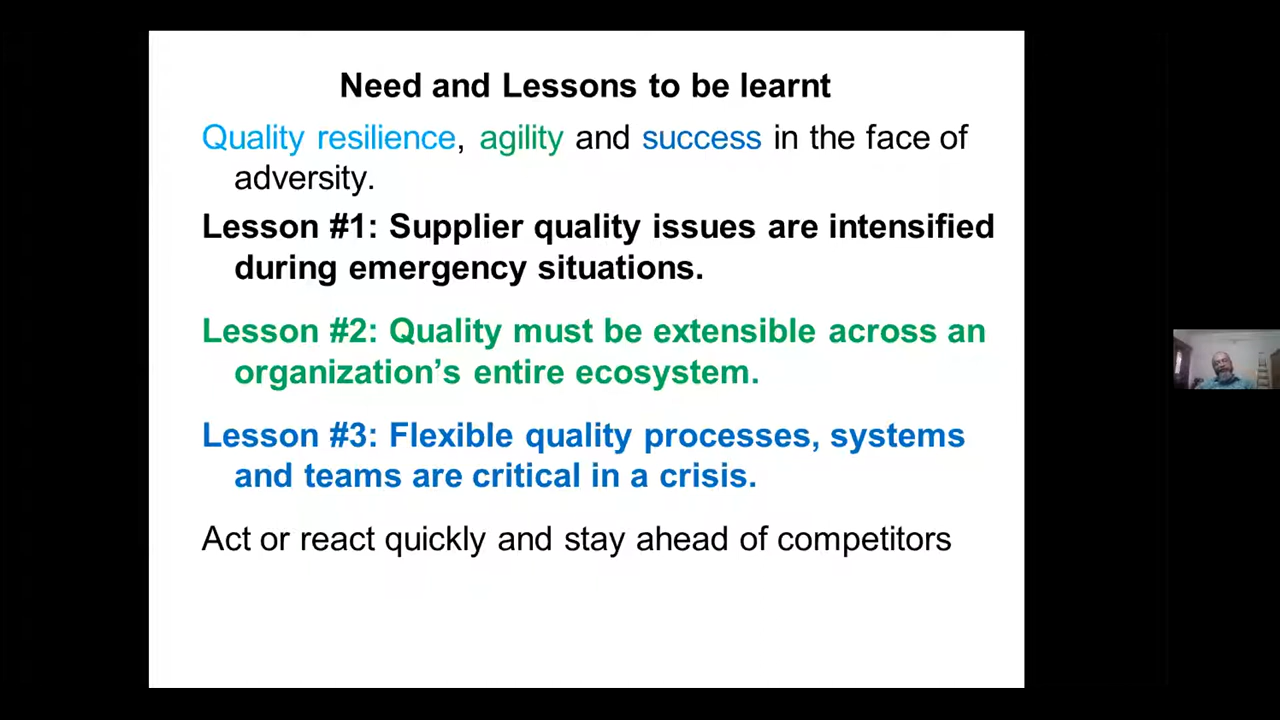 Need and Lessons to be learnt
Quality resilience, agility and success in the face of
adversity.
Lesson #1: Supplier quality issues are intensified
during emergency situations.
Lesson #2: Quality must be extensible across an
organization’s entire ecosystem.
Lesson #3: Flexible quality processes, systems
and teams are critical in a crisis.
Act or react quickly and stay ahead of competitors